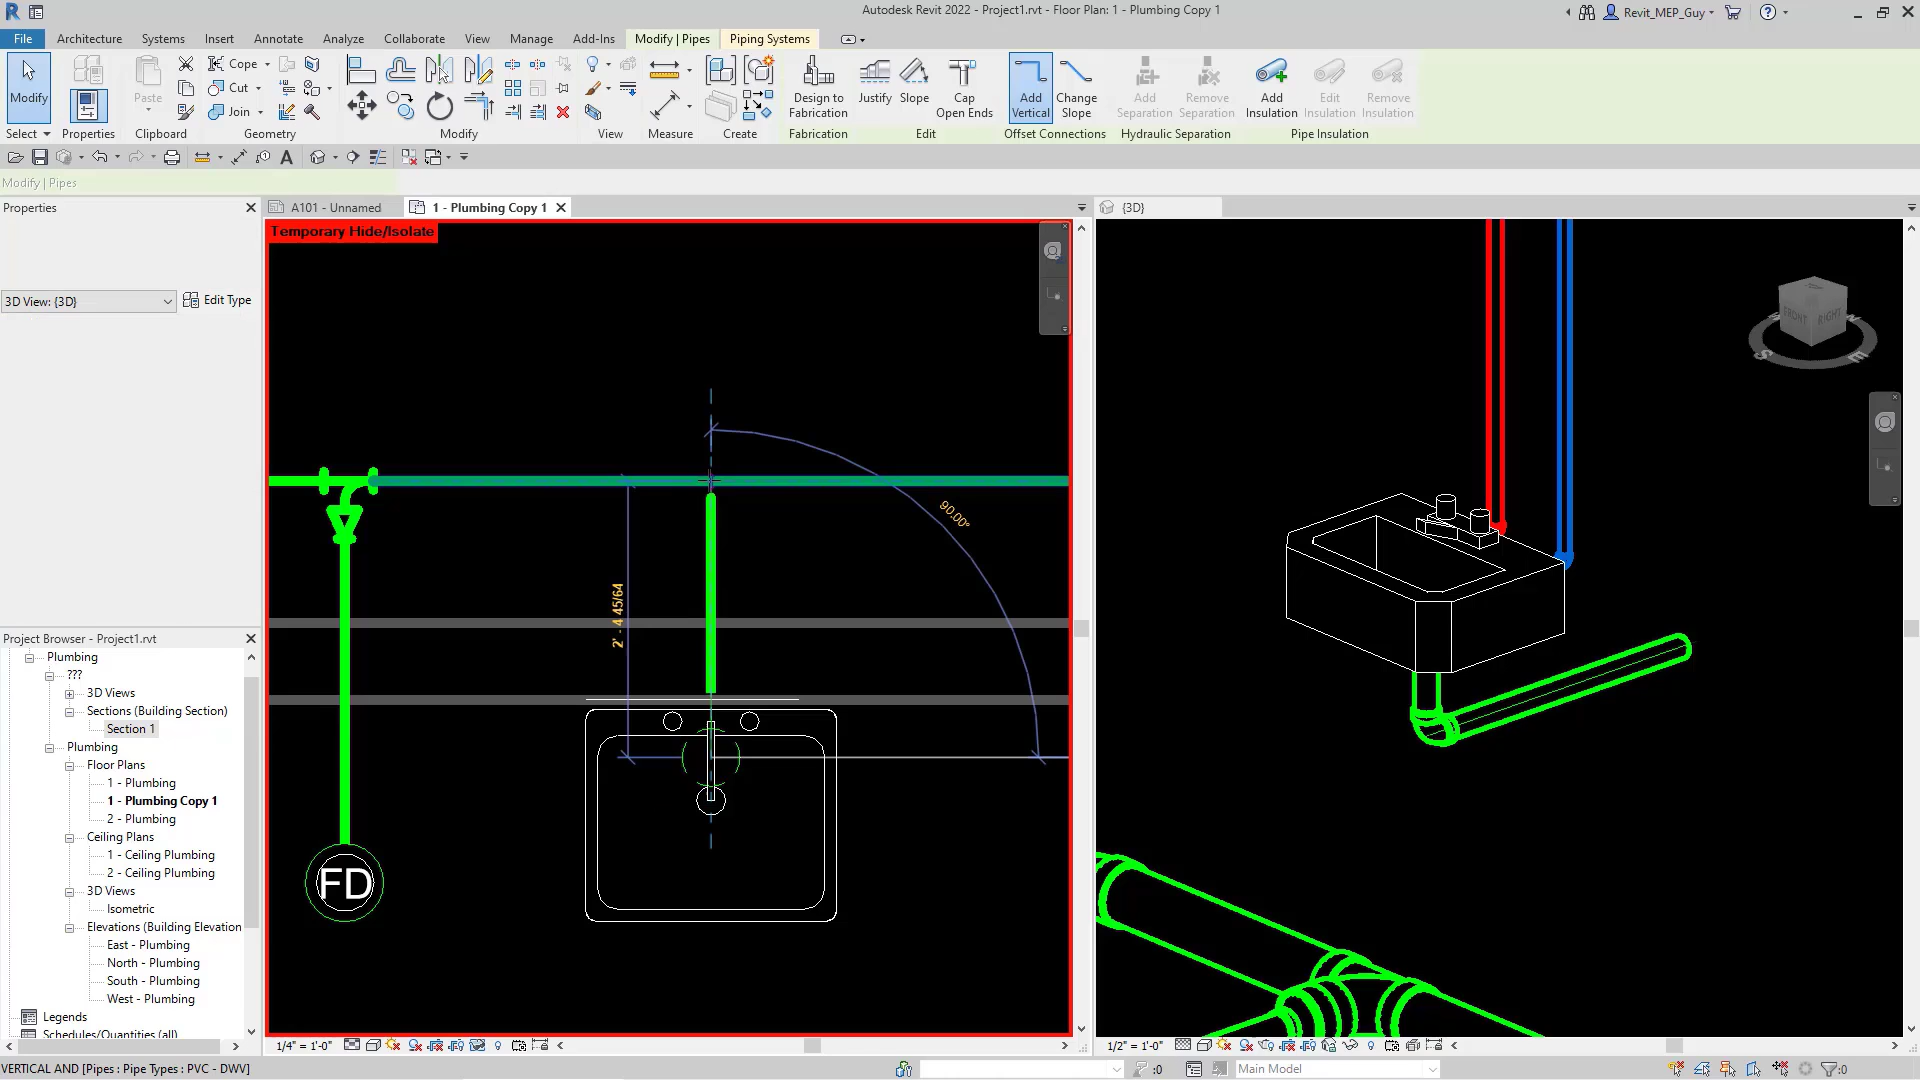 Autodesk Revit 2022 - Project1.rvt - Floor Plan: 1 - Plumbing Copy 1
Revit_MEP_Guy
File Architecture Systems Insert Annotate Analyze Collaborate View Manage Add-Ins Modify | Pipes Piping Systems
Modify
Paste
Cope
Cut
Join
Design to
Fabrication
Justify
Slope
Cap
Open Ends
Add
Vertical
Change
Slope
Add
Separation
Remove
Separation
Add
Insulation
Edit
Insulation
Remove
Insulation
Select Properties Clipboard Geometry Modify View Measure Create Fabrication Edit Offset Connections Hydraulic Separation Pipe Insulation
Modify | Pipes
Properties
A101 - Unnamed
1 - Plumbing Copy 1
{3D}
Temporary Hide/Isolate
3D View: {3D}
Edit Type
FRONT
RIGHT
S
E
N
90.00°
2' - 4 45/64
FD
Project Browser - Project1.rvt
Plumbing
???
3D Views
Sections (Building Section)
Section 1
Plumbing
Floor Plans
1 - Plumbing
1 - Plumbing Copy 1
2 - Plumbing
Ceiling Plans
1 - Ceiling Plumbing
2 - Ceiling Plumbing
3D Views
Isometric
Elevations (Building Elevation
East - Plumbing
North - Plumbing
South - Plumbing
West - Plumbing
Legends
Schedules/Quantities (all)
1/4" = 1'-0"
1/2" = 1'-0"
VERTICAL AND [Pipes : Pipe Types : PVC - DWV]
:0
Main Model
:0